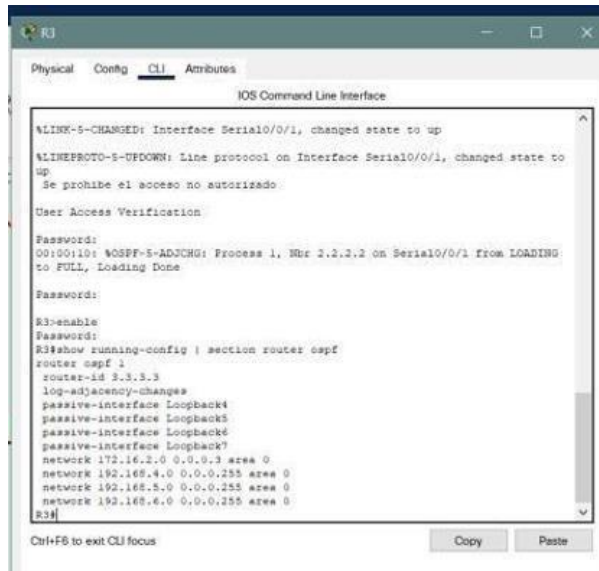 R3
Physical Config CLI Attributes
IOS Command Line Interface
%LINK-5-CHANGED: Interface Serial0/0/1, changed state to up
%LINEPROTO-5-UPDOWN: Line protocol on Interface Serial0/0/1, changed state to
up
Se prohibe el acceso no autorizado
User Access Verification
Password:
00:00:10: %OSPF-5-ADJCHG: Process 1, Nbr 2.2.2.2 on Serial0/0/1 from LOADING
to FULL, Loading Done
Password:
R3>enable
Password:
R3#show running-config | section router ospf
router ospf 1
router-id 3.3.3.3
log-adjacency-changes
passive-interface Loopback4
passive-interface Loopback5
passive-interface Loopback6
passive-interface Loopback7
network 172.16.2.0 0.0.0.3 area 0
network 192.168.4.0 0.0.0.255 area 0
network 192.168.5.0 0.0.0.255 area 0
network 192.168.6.0 0.0.0.255 area 0
R3#
Ctrl+F6 to exit CLI focus
Copy Paste